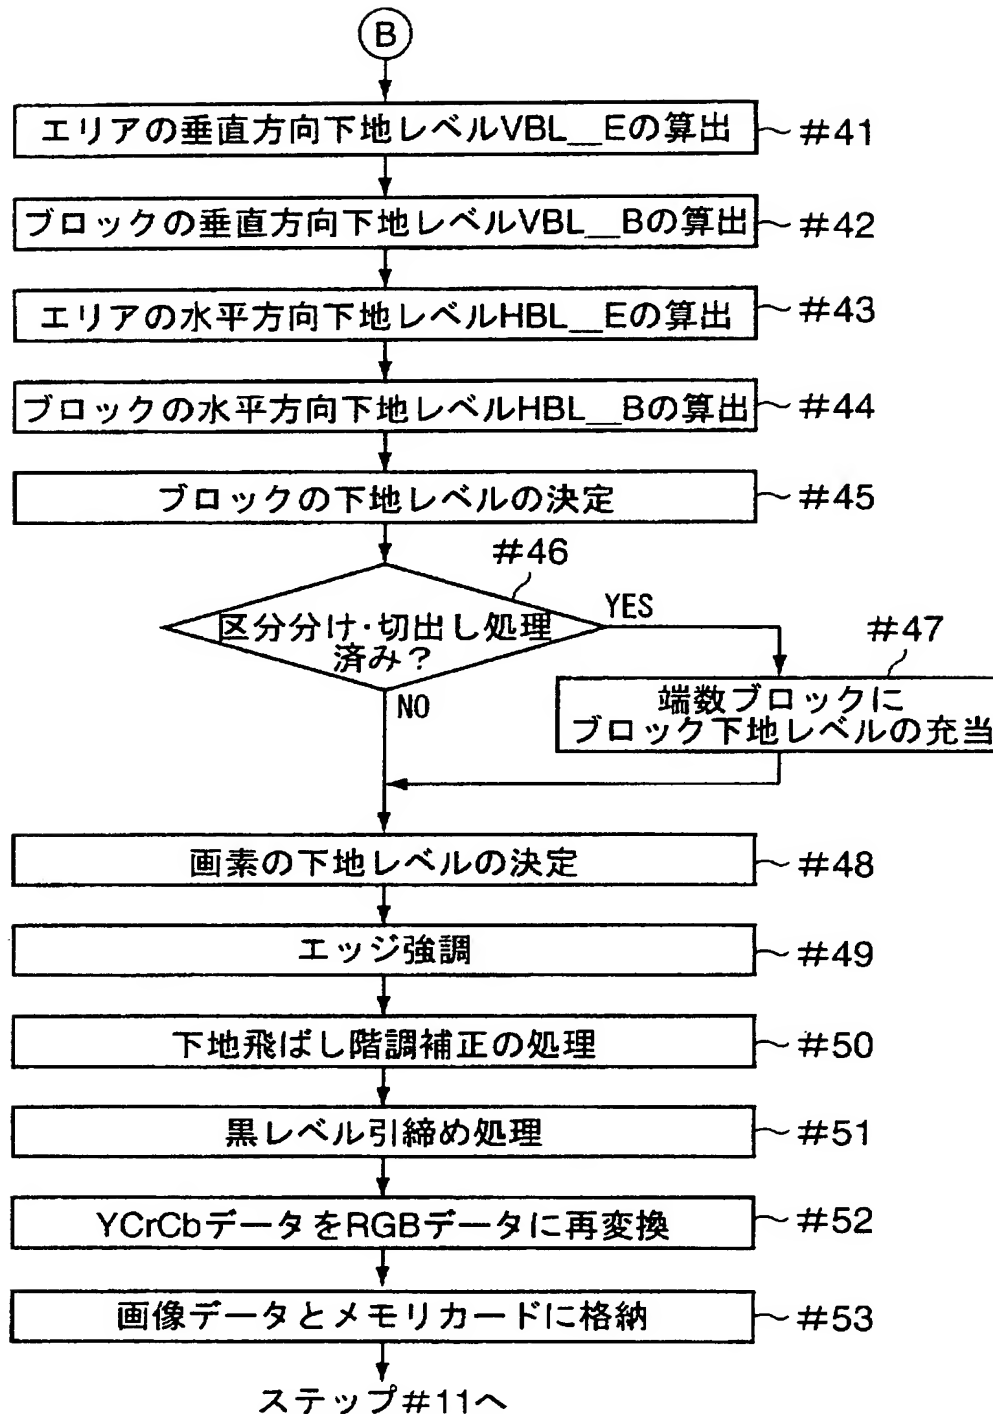 B
エリアの垂直方向下地レベルVBL__Eの算出 #41
ブロックの垂直方向下地レベルVBL__Bの算出 #42
エリアの水平方向下地レベルHBL__Eの算出 #43
ブロックの水平方向下地レベルHBL__Bの算出 #44
ブロックの下地レベルの決定 #45
#46
区分分け・切出し処理
済み?
YES
NO
#47
端数ブロックに
ブロック下地レベルの充当
画素の下地レベルの決定 #48
エッジ強調 #49
下地飛ばし階調補正の処理 #50
黒レベル引締め処理 #51
YCrCbデータをRGBデータに再変換 #52
画像データとメモリカードに格納 #53
ステップ#11へ